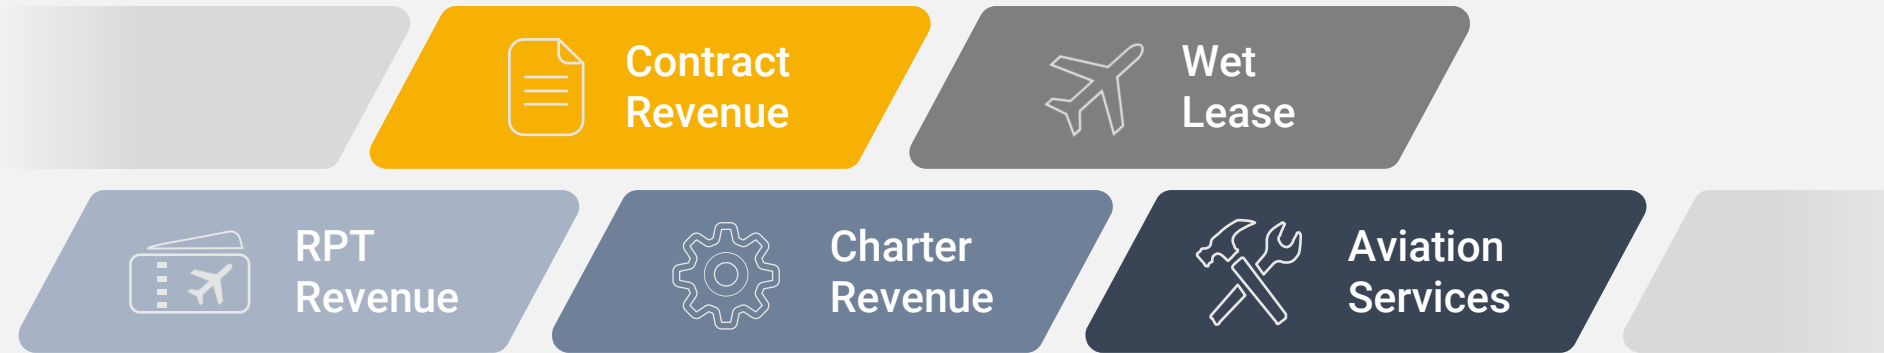 Contract
Revenue
Wet
Lease
RPT
Revenue
Charter
Revenue
Aviation
Services